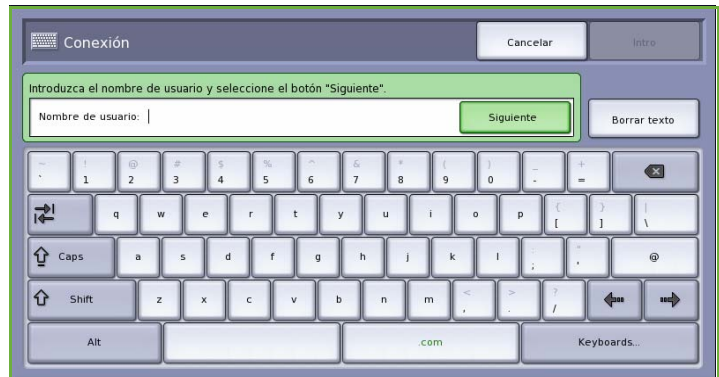 Conexión Cancelar Intro
Introduzca el nombre de usuario y seleccione el botón "Siguiente".
Nombre de usuario: Siguiente Borrar texto
~ ! @ # $ % ^ & * ( ) _ +
` 1 2 3 4 5 6 7 8 9 0 - =
q w e r t y u i o p { [ } ] | \
Caps a s d f g h j k l : ; " ' @
Shift z x c v b n m < , > . ? /
Alt .com Keyboards...